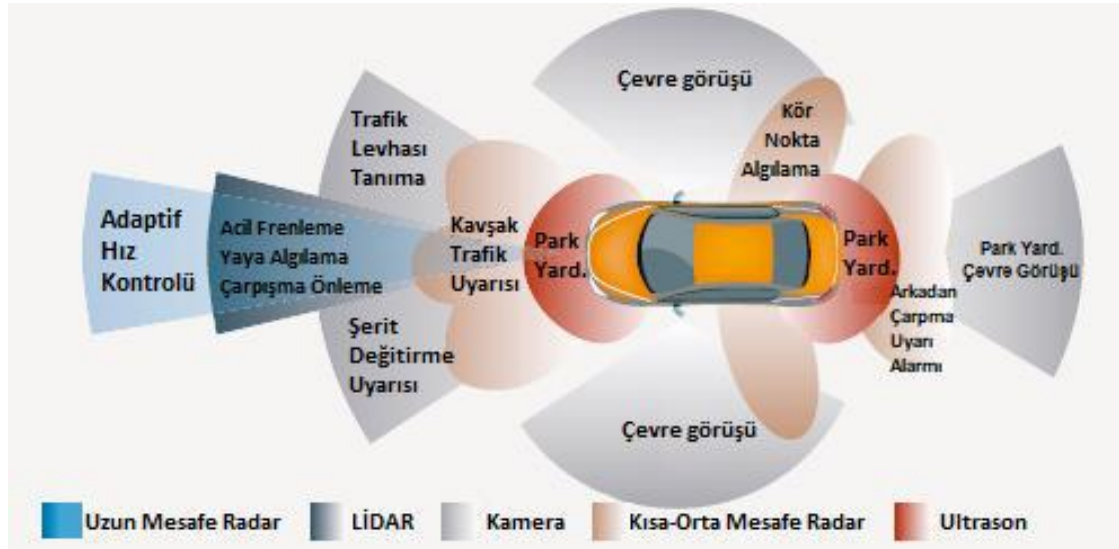 Çevre görüşü
Kör
Nokta
Algılama
Trafik
Levhası
Tanıma
Adaptif
Hız
Kontrolü
Acil Frenleme
Yaya Algılama
Çarpışma Önleme
Kavşak
Trafik
Uyarısı
Park
Yard.
Park
Yard.
Park Yard.
Çevre Görüşü
Arkadan
Çarpma
Uyarı
Alarmı
Şerit
Değitirme
Uyarısı
Çevre görüşü
Uzun Mesafe Radar
LİDAR
Kamera
Kısa-Orta Mesafe Radar
Ultrason